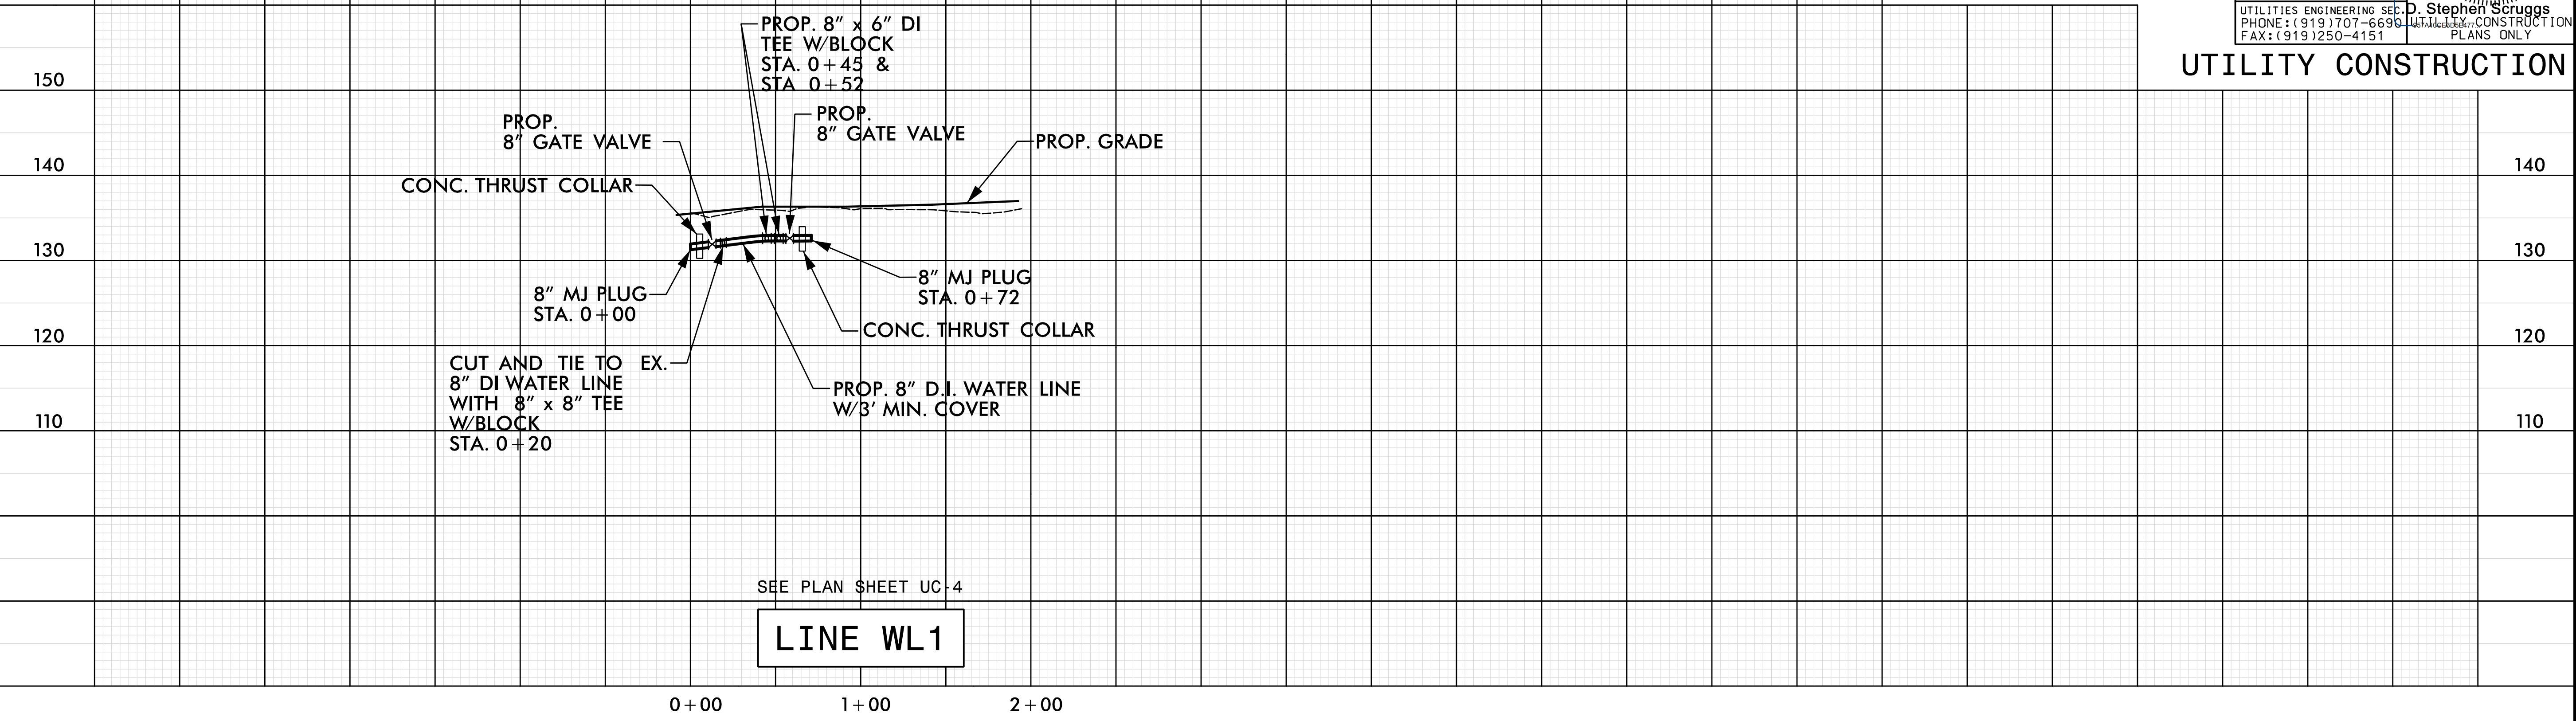 PROP. 8" x 6" DI
TEE W/BLOCK
STA. 0+45 &
STA 0+52
UTILITIES ENGINEERING SEC.
PHONE:(919)707-6690
FAX:(919)250-4151
D. Stephen Scruggs
UTILITY CONSTRUCTION
PLANS ONLY
UTILITY CONSTRUCTION
150
PROP.
8" GATE VALVE
PROP.
8" GATE VALVE
PROP. GRADE
140
140
CONC. THRUST COLLAR
130
130
8" MJ PLUG
STA. 0+00
8" MJ PLUG
STA. 0+72
CONC. THRUST COLLAR
120
120
CUT AND TIE TO EX.
8" DI WATER LINE
WITH 8" x 8" TEE
W/BLOCK
STA. 0+20
PROP. 8" D.I. WATER LINE
W/3' MIN. COVER
110
110
SEE PLAN SHEET UC-4
LINE WL1
0+00
1+00
2+00